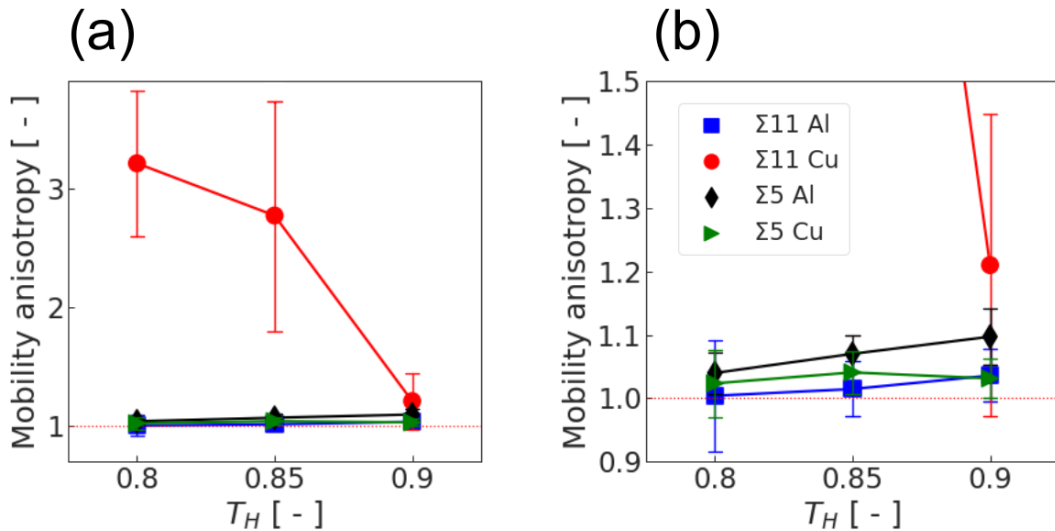 (a)
Mobility anisotropy [ - ]
3
2
1
0.8 0.85 0.9
T_H [ - ]
(b)
Mobility anisotropy [ - ]
1.5
1.4
1.3
1.2
1.1
1.0
0.9
Σ11 Al
Σ11 Cu
Σ5 Al
Σ5 Cu
0.8 0.85 0.9
T_H [ - ]